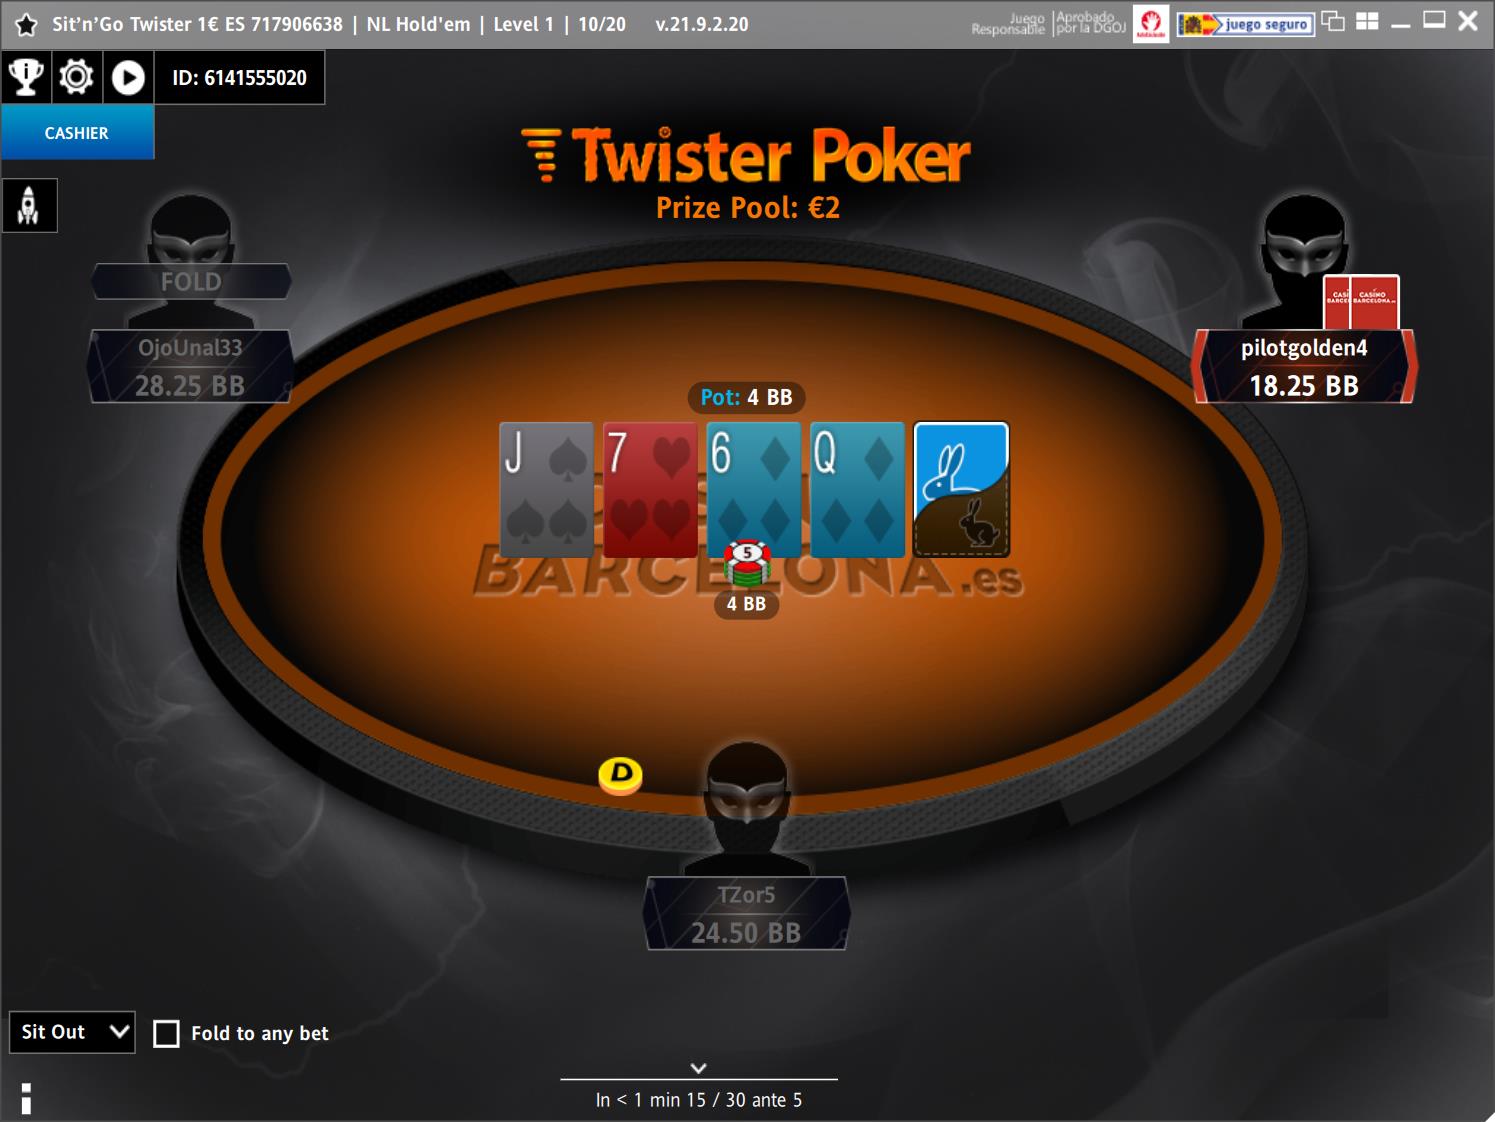 Sit'n'Go Twister 1€ ES 717906638 | NL Hold'em | Level 1 | 10/20 v.21.9.2.20
Juego Responsable
Aprobado por la DGOJ
juego seguro
ID: 6141555020
CASHIER
Twister Poker
Prize Pool: €2
FOLD
OjoUnal33
28.25 BB
CASINO BARCELONA.es
pilotgolden4
18.25 BB
Pot: 4 BB
J
7
6
Q
BARCELONA.es
5
4 BB
D
TZor5
24.50 BB
Sit Out
Fold to any bet
In < 1 min 15 / 30 ante 5